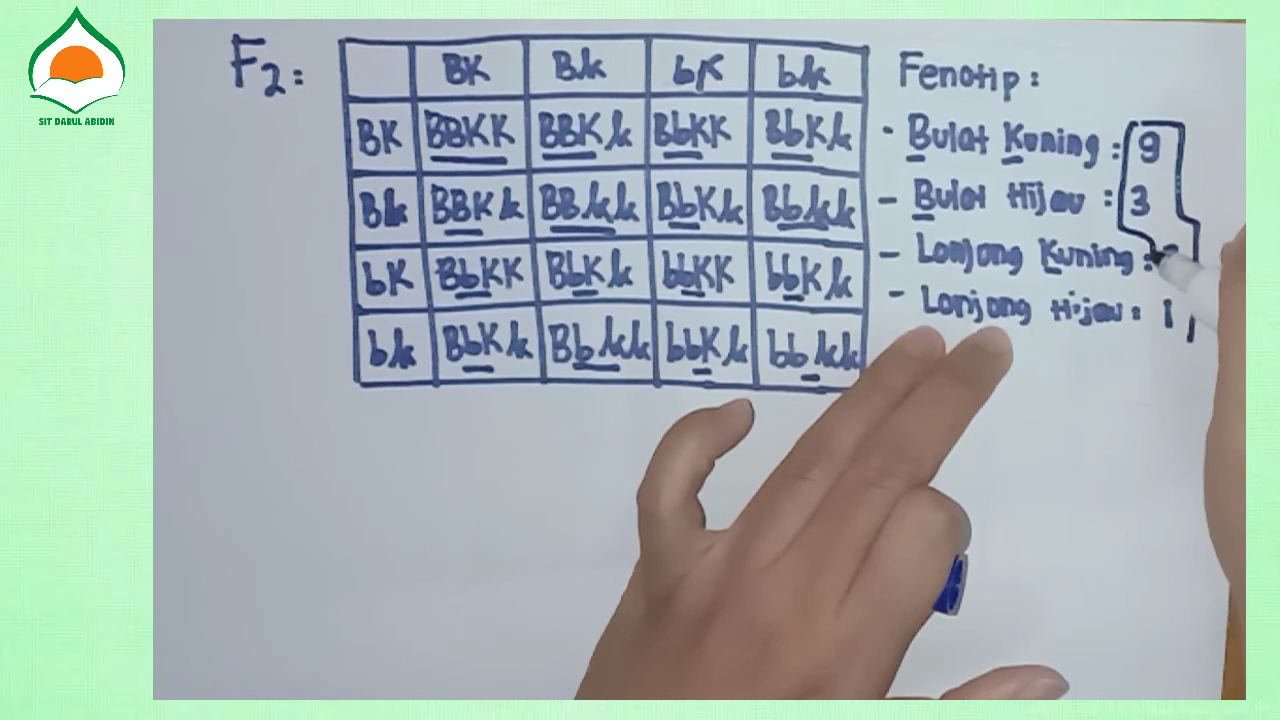 SIT DARUL ABIDIN
F2:
BK Bk bK bk
BK BBKK BBKk BbKK BbKk
Bk BBKk BBkk BbKk Bbkk
bK BbKK BbKk bbKK bbKk
bk BbKk Bbkk bbKk bbkk
Fenotip :
- Bulat Kuning : 9
- Bulat Hijau : 3
- Lonjong Kuning :
- Lonjong Hijau : 1